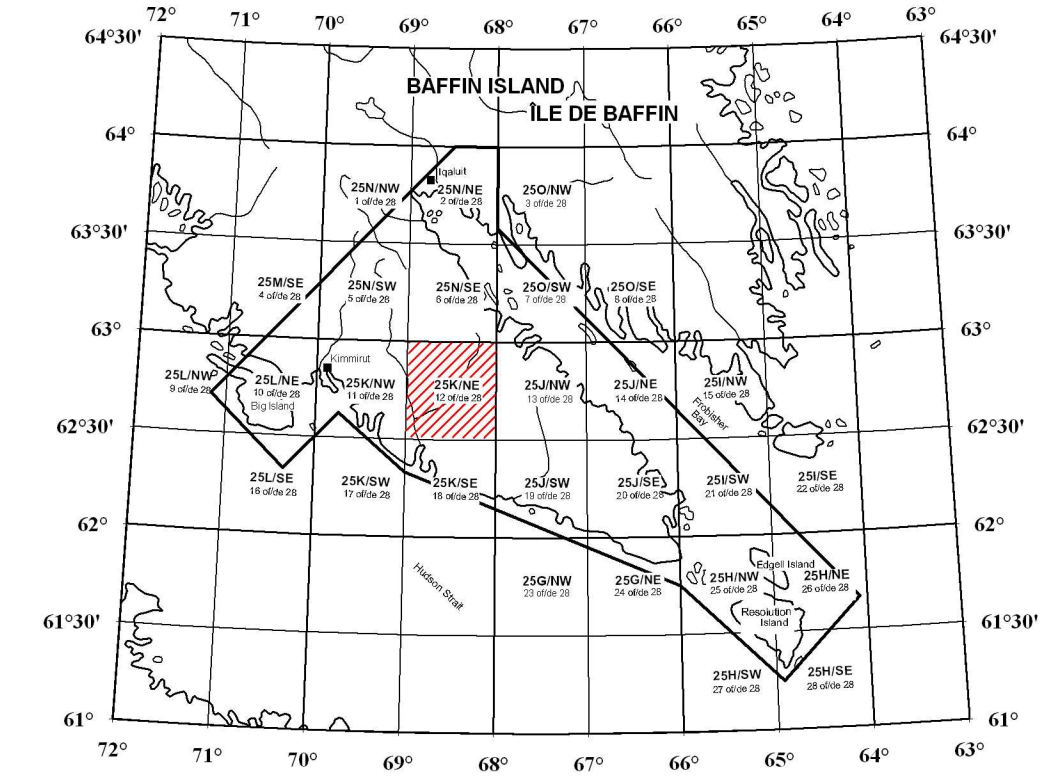 72° 71° 70° 69° 68° 67° 66° 65° 64° 63°
64°30' 64°30'
BAFFIN ISLAND
ÎLE DE BAFFIN
64° 64°
Iqaluit
25N/NW 25N/NE 25O/NW
1 of/de 28 2 of/de 28 3 of/de 28
63°30' 63°30'
25M/SE 25N/SW 25N/SE 25O/SW 25O/SE
4 of/de 28 5 of/de 28 6 of/de 28 7 of/de 28 8 of/de 28
63° 63°
Kimmirut
25L/NW 25L/NE 25K/NW 25K/NE 25J/NW 25J/NE 25I/NW
9 of/de 28 10 of/de 28 11 of/de 28 12 of/de 28 13 of/de 28 14 of/de 28 15 of/de 28
Big Island
Frobisher
Bay
62°30' 62°30'
25L/SE 25K/SW 25K/SE 25J/SW 25J/SE 25I/SW 25I/SE
16 of/de 28 17 of/de 28 18 of/de 28 19 of/de 28 20 of/de 28 21 of/de 28 22 of/de 28
62° 62°
Edgell Island
Hudson Strait
25G/NW 25G/NE 25H/NW 25H/NE
23 of/de 28 24 of/de 28 25 of/de 28 26 of/de 28
Resolution
Island
61°30' 61°30'
25H/SW 25H/SE
27 of/de 28 28 of/de 28
61° 61°
72° 71° 70° 69° 68° 67° 66° 65° 64° 63°